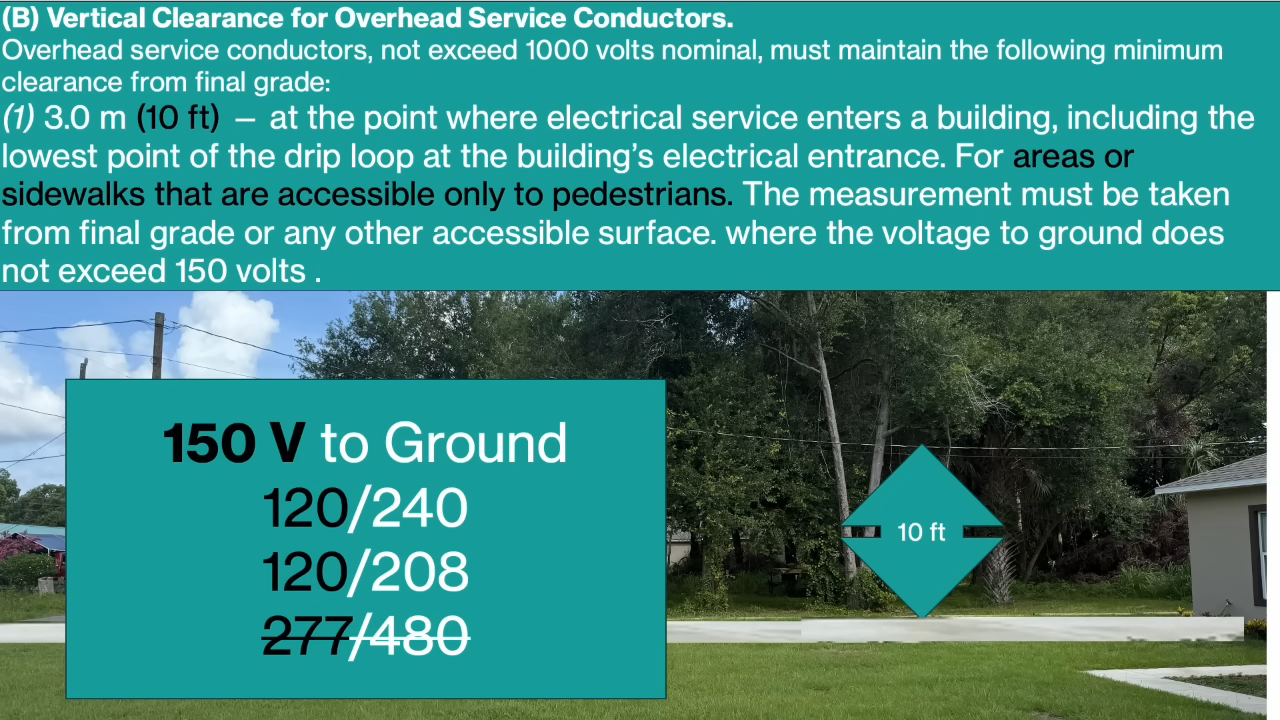 (B) Vertical Clearance for Overhead Service Conductors.
Overhead service conductors, not exceed 1000 volts nominal, must maintain the following minimum
clearance from final grade:
(1) 3.0 m (10 ft) – at the point where electrical service enters a building, including the
lowest point of the drip loop at the building’s electrical entrance. For areas or
sidewalks that are accessible only to pedestrians. The measurement must be taken
from final grade or any other accessible surface. where the voltage to ground does
not exceed 150 volts .
150 V to Ground
120/240
120/208
277/480
10 ft